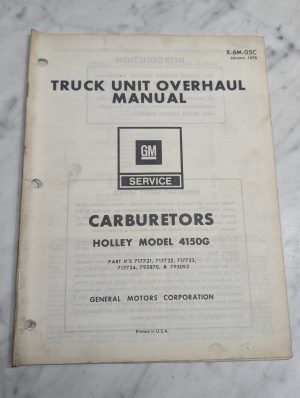 X-6M-05C
January, 1975
TRUCK UNIT OVERHAUL
MANUAL
GM
SERVICE
CARBURETORS
HOLLEY MODEL 4150G
PART #'S 717721, 717722, 717723,
717724, 792870, & 795092
GENERAL MOTORS CORPORATION
Printed in U.S.A.